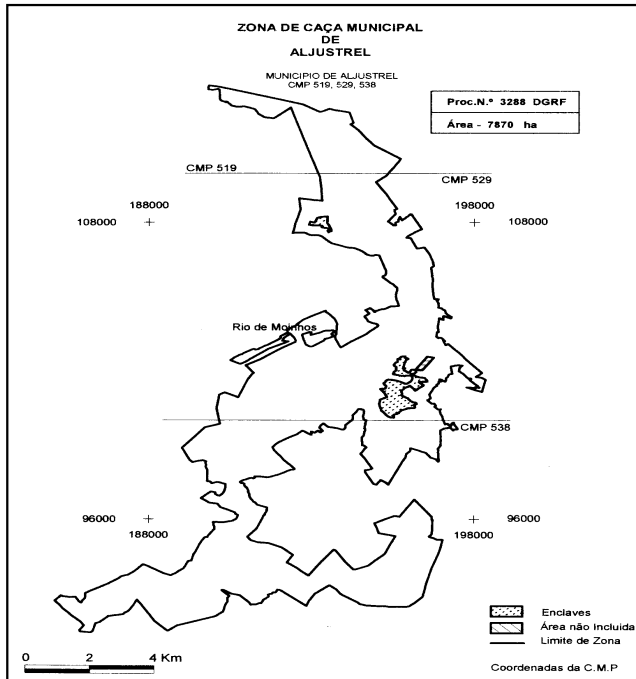 ZONA DE CAÇA MUNICIPAL
DE
ALJUSTREL
MUNICIPIO DE ALJUSTREL
CMP 519, 529, 538
Proc.N.º 3288 DGRF
Área - 7870 ha
CMP 519
CMP 529
188000
198000
108000
108000
Rio de Moinhos
CMP 538
96000
96000
188000
198000
Enclaves
Área não Incluida
Limite de Zona
0 2 4 Km
Coordenadas da C.M.P